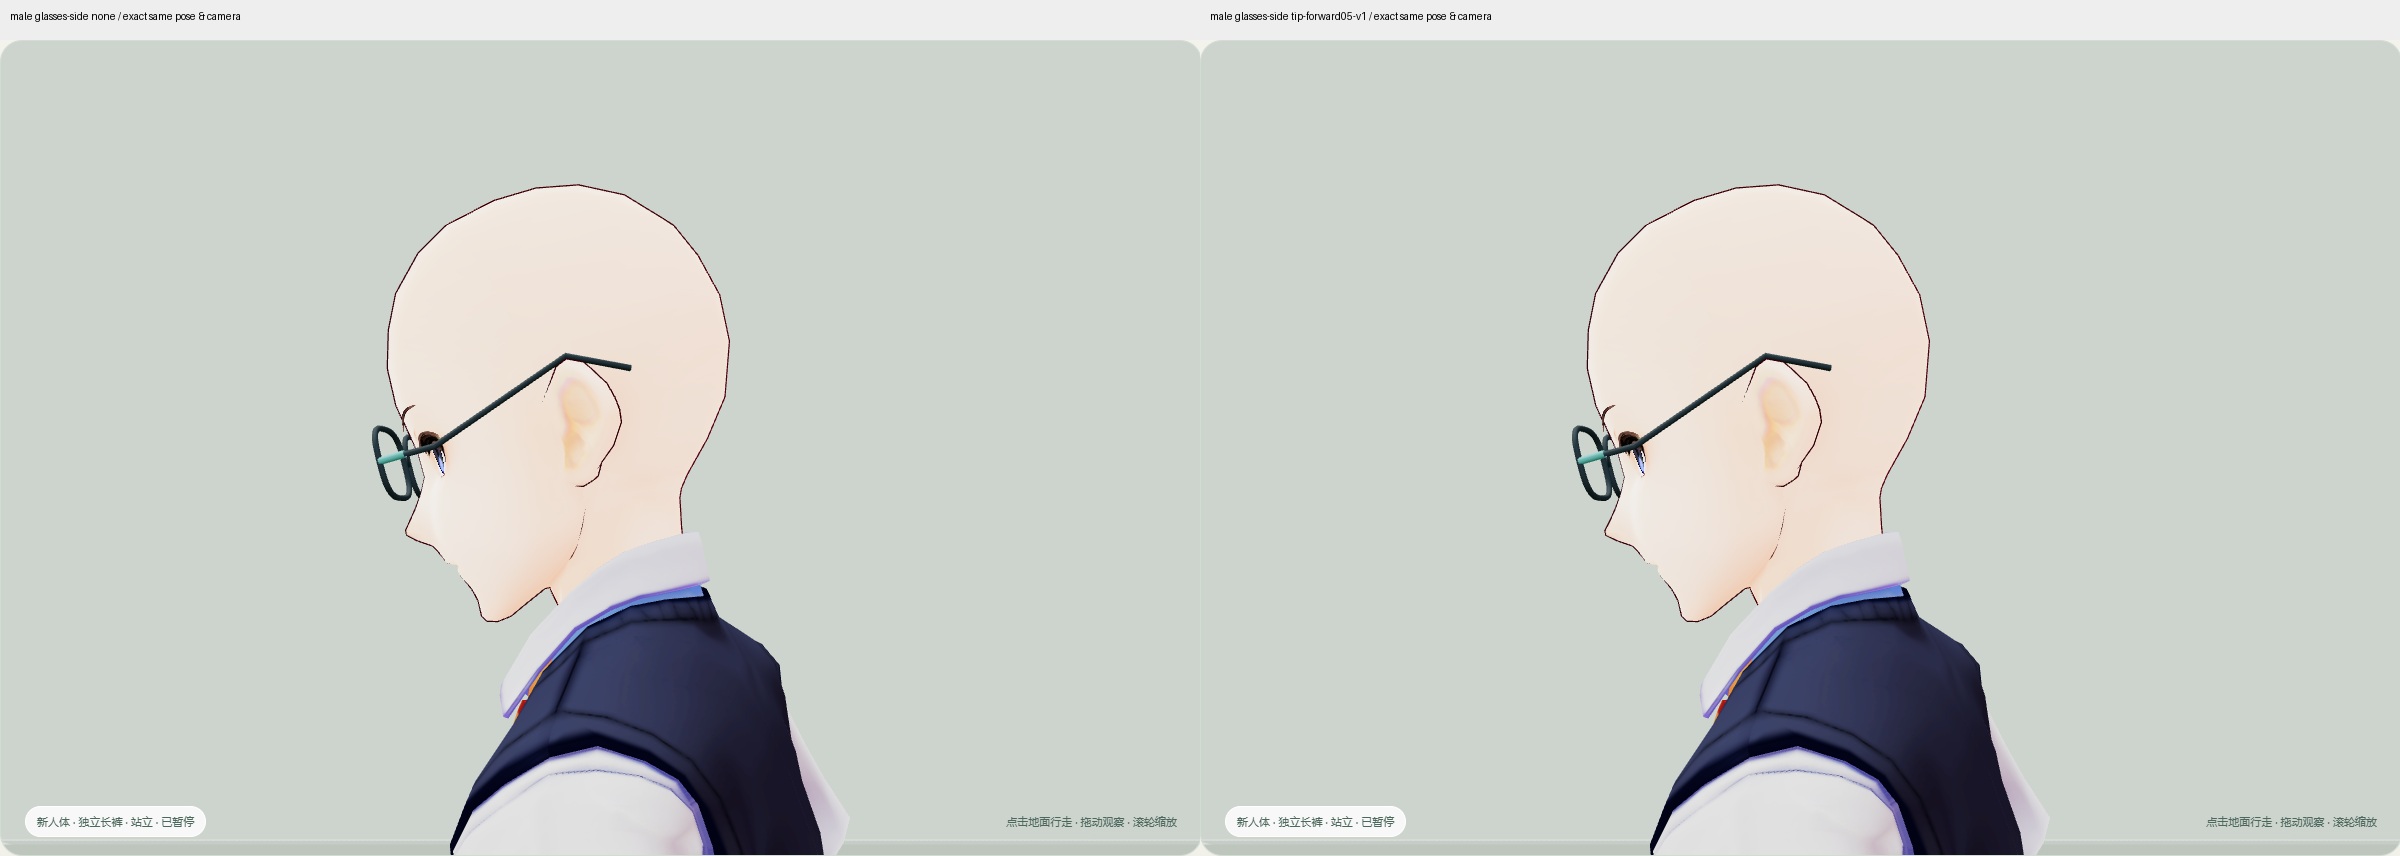 male glasses-side none / exact same pose & camera
male glasses-side tip-forward05-v1 / exact same pose & camera
新人体 · 独立长裤 · 站立 · 已暂停
点击地面行走 · 拖动观察 · 滚轮缩放
新人体 · 独立长裤 · 站立 · 已暂停
点击地面行走 · 拖动观察 · 滚轮缩放